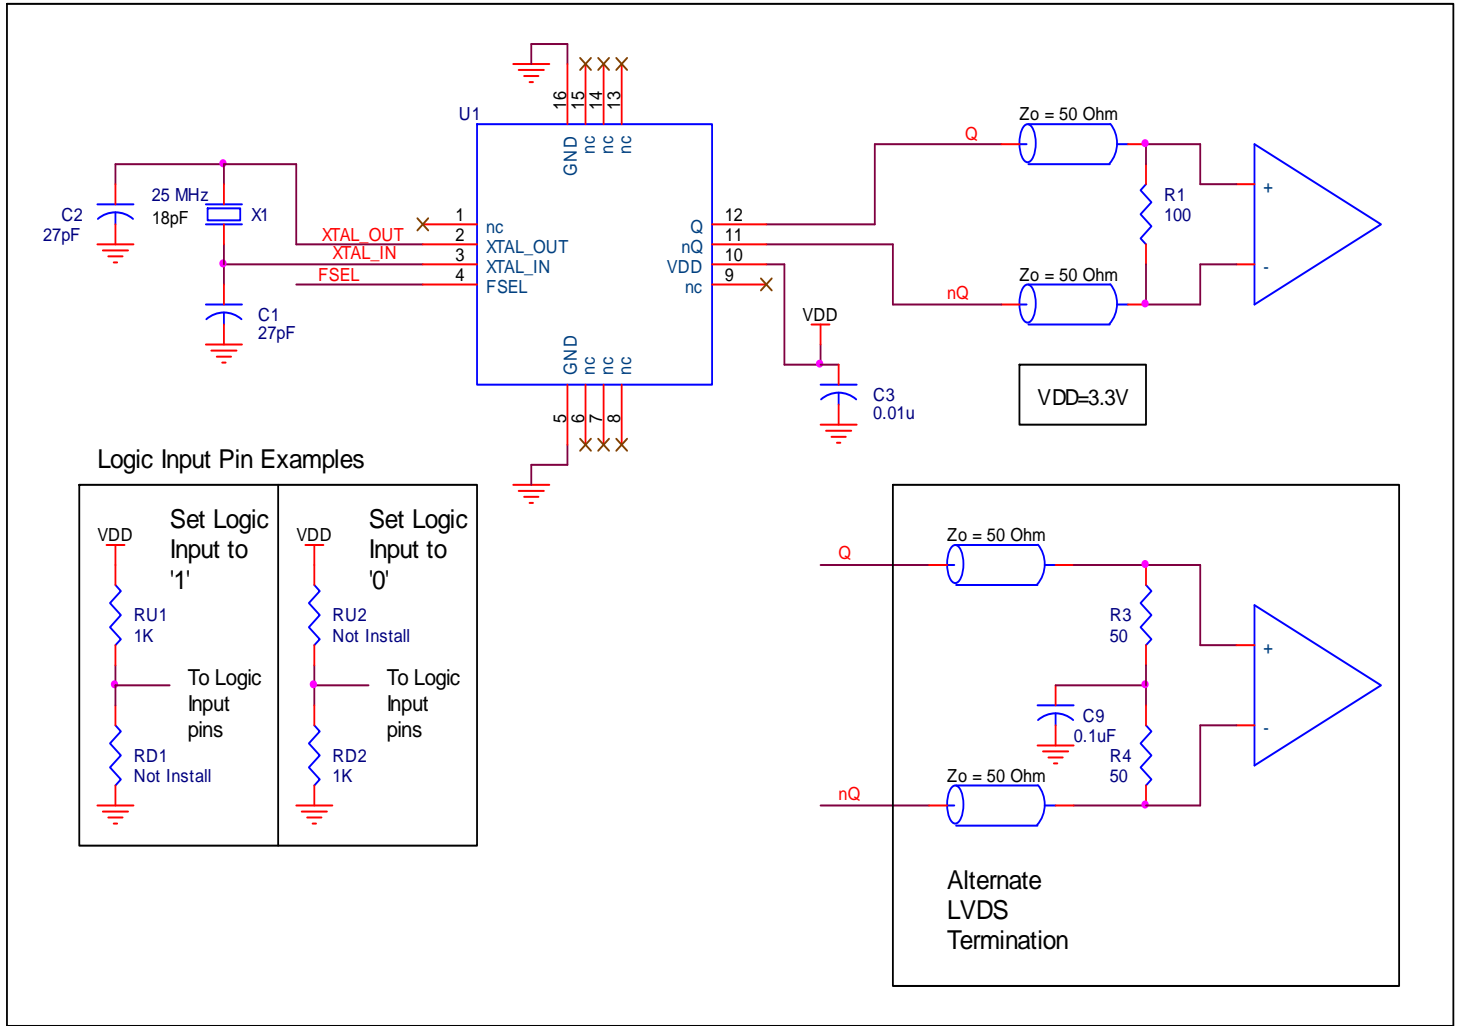 U1
16
15
14
13
GND
nc
nc
nc
C2
27pF
25 MHz
18pF
X1
XTAL_OUT
XTAL_IN
FSEL
1
2
3
4
nc
XTAL_OUT
XTAL_IN
FSEL
C1
27pF
Q
nQ
VDD
nc
12
11
10
9
GND
nc
nc
nc
5
6
7
8
VDD
C3
0.01u
Q
Zo = 50 Ohm
R1
100
+
-
Zo = 50 Ohm
nQ
VDD=3.3V
Logic Input Pin Examples
VDD
Set Logic
Input to
'1'
RU1
1K
To Logic
Input
pins
RD1
Not Install
VDD
Set Logic
Input to
'0'
RU2
Not Install
To Logic
Input
pins
RD2
1K
Q
Zo = 50 Ohm
R3
50
+
-
C9
0.1uF
R4
50
Zo = 50 Ohm
nQ
Alternate
LVDS
Termination